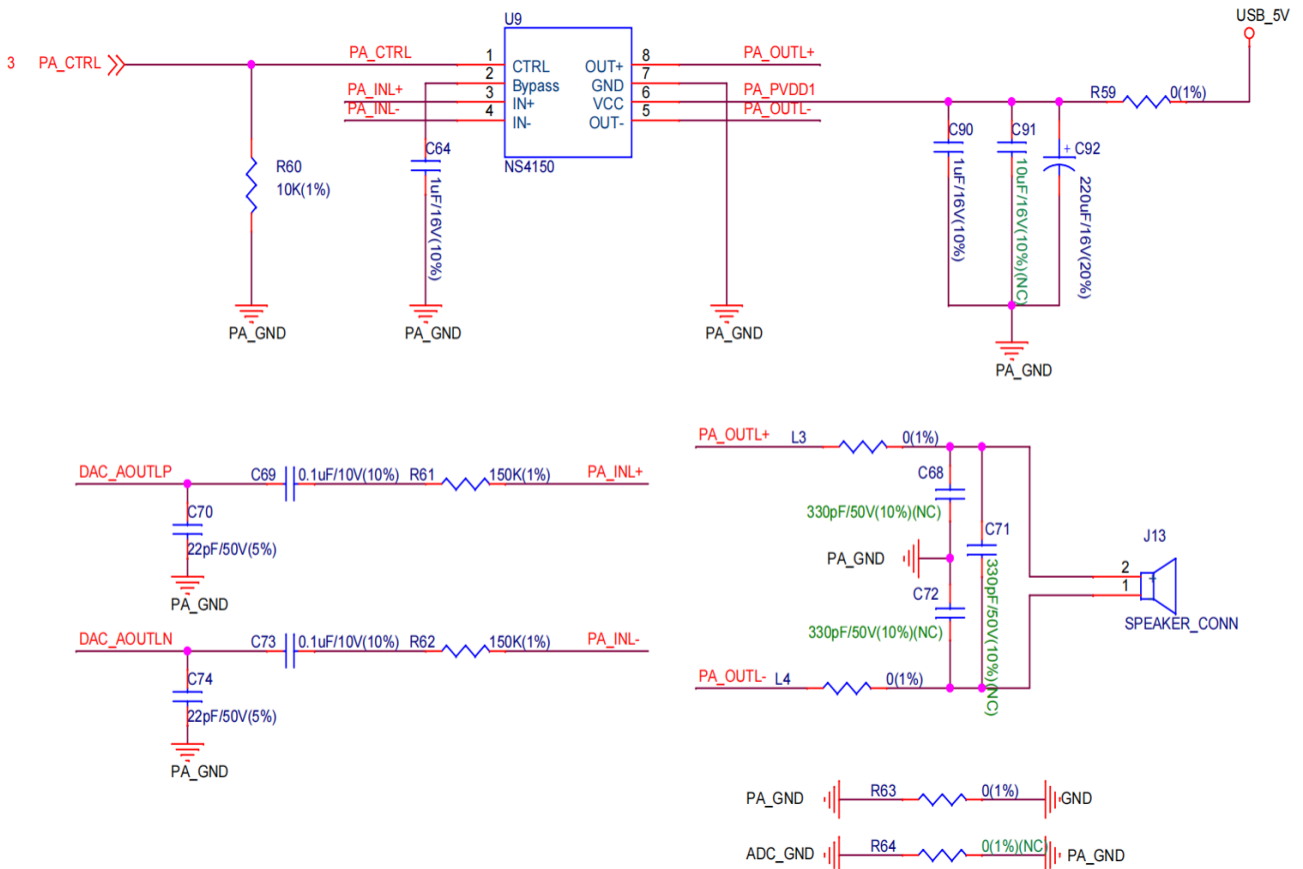 USB_5V
U9
3 PA_CTRL
PA_CTRL
1
CTRL
OUT+
8
PA_OUTL+
2
Bypass
GND
7
PA_INL+
3
IN+
VCC
6
PA_PVDD1
PA_INL-
4
IN-
OUT-
5
PA_OUTL-
NS4150
R59
0(1%)
C90
1uF/16V(10%)
C91
10uF/16V(10%)(NC)
+ C92
220uF/16V(20%)
C64
1uF/16V(10%)
R60
10K(1%)
PA_GND
PA_GND
PA_GND
PA_GND
DAC_AOUTLP
C69
0.1uF/10V(10%)
R61
150K(1%)
PA_INL+
C70
22pF/50V(5%)
PA_GND
DAC_AOUTLN
C73
0.1uF/10V(10%)
R62
150K(1%)
PA_INL-
C74
22pF/50V(5%)
PA_GND
PA_OUTL+
L3
0(1%)
C68
330pF/50V(10%)(NC)
C71
330pF/50V(10%)(NC)
PA_GND
C72
330pF/50V(10%)(NC)
PA_OUTL-
L4
0(1%)
J13
2
1
+
SPEAKER_CONN
PA_GND
R63
0(1%)
GND
ADC_GND
R64
0(1%)(NC)
PA_GND